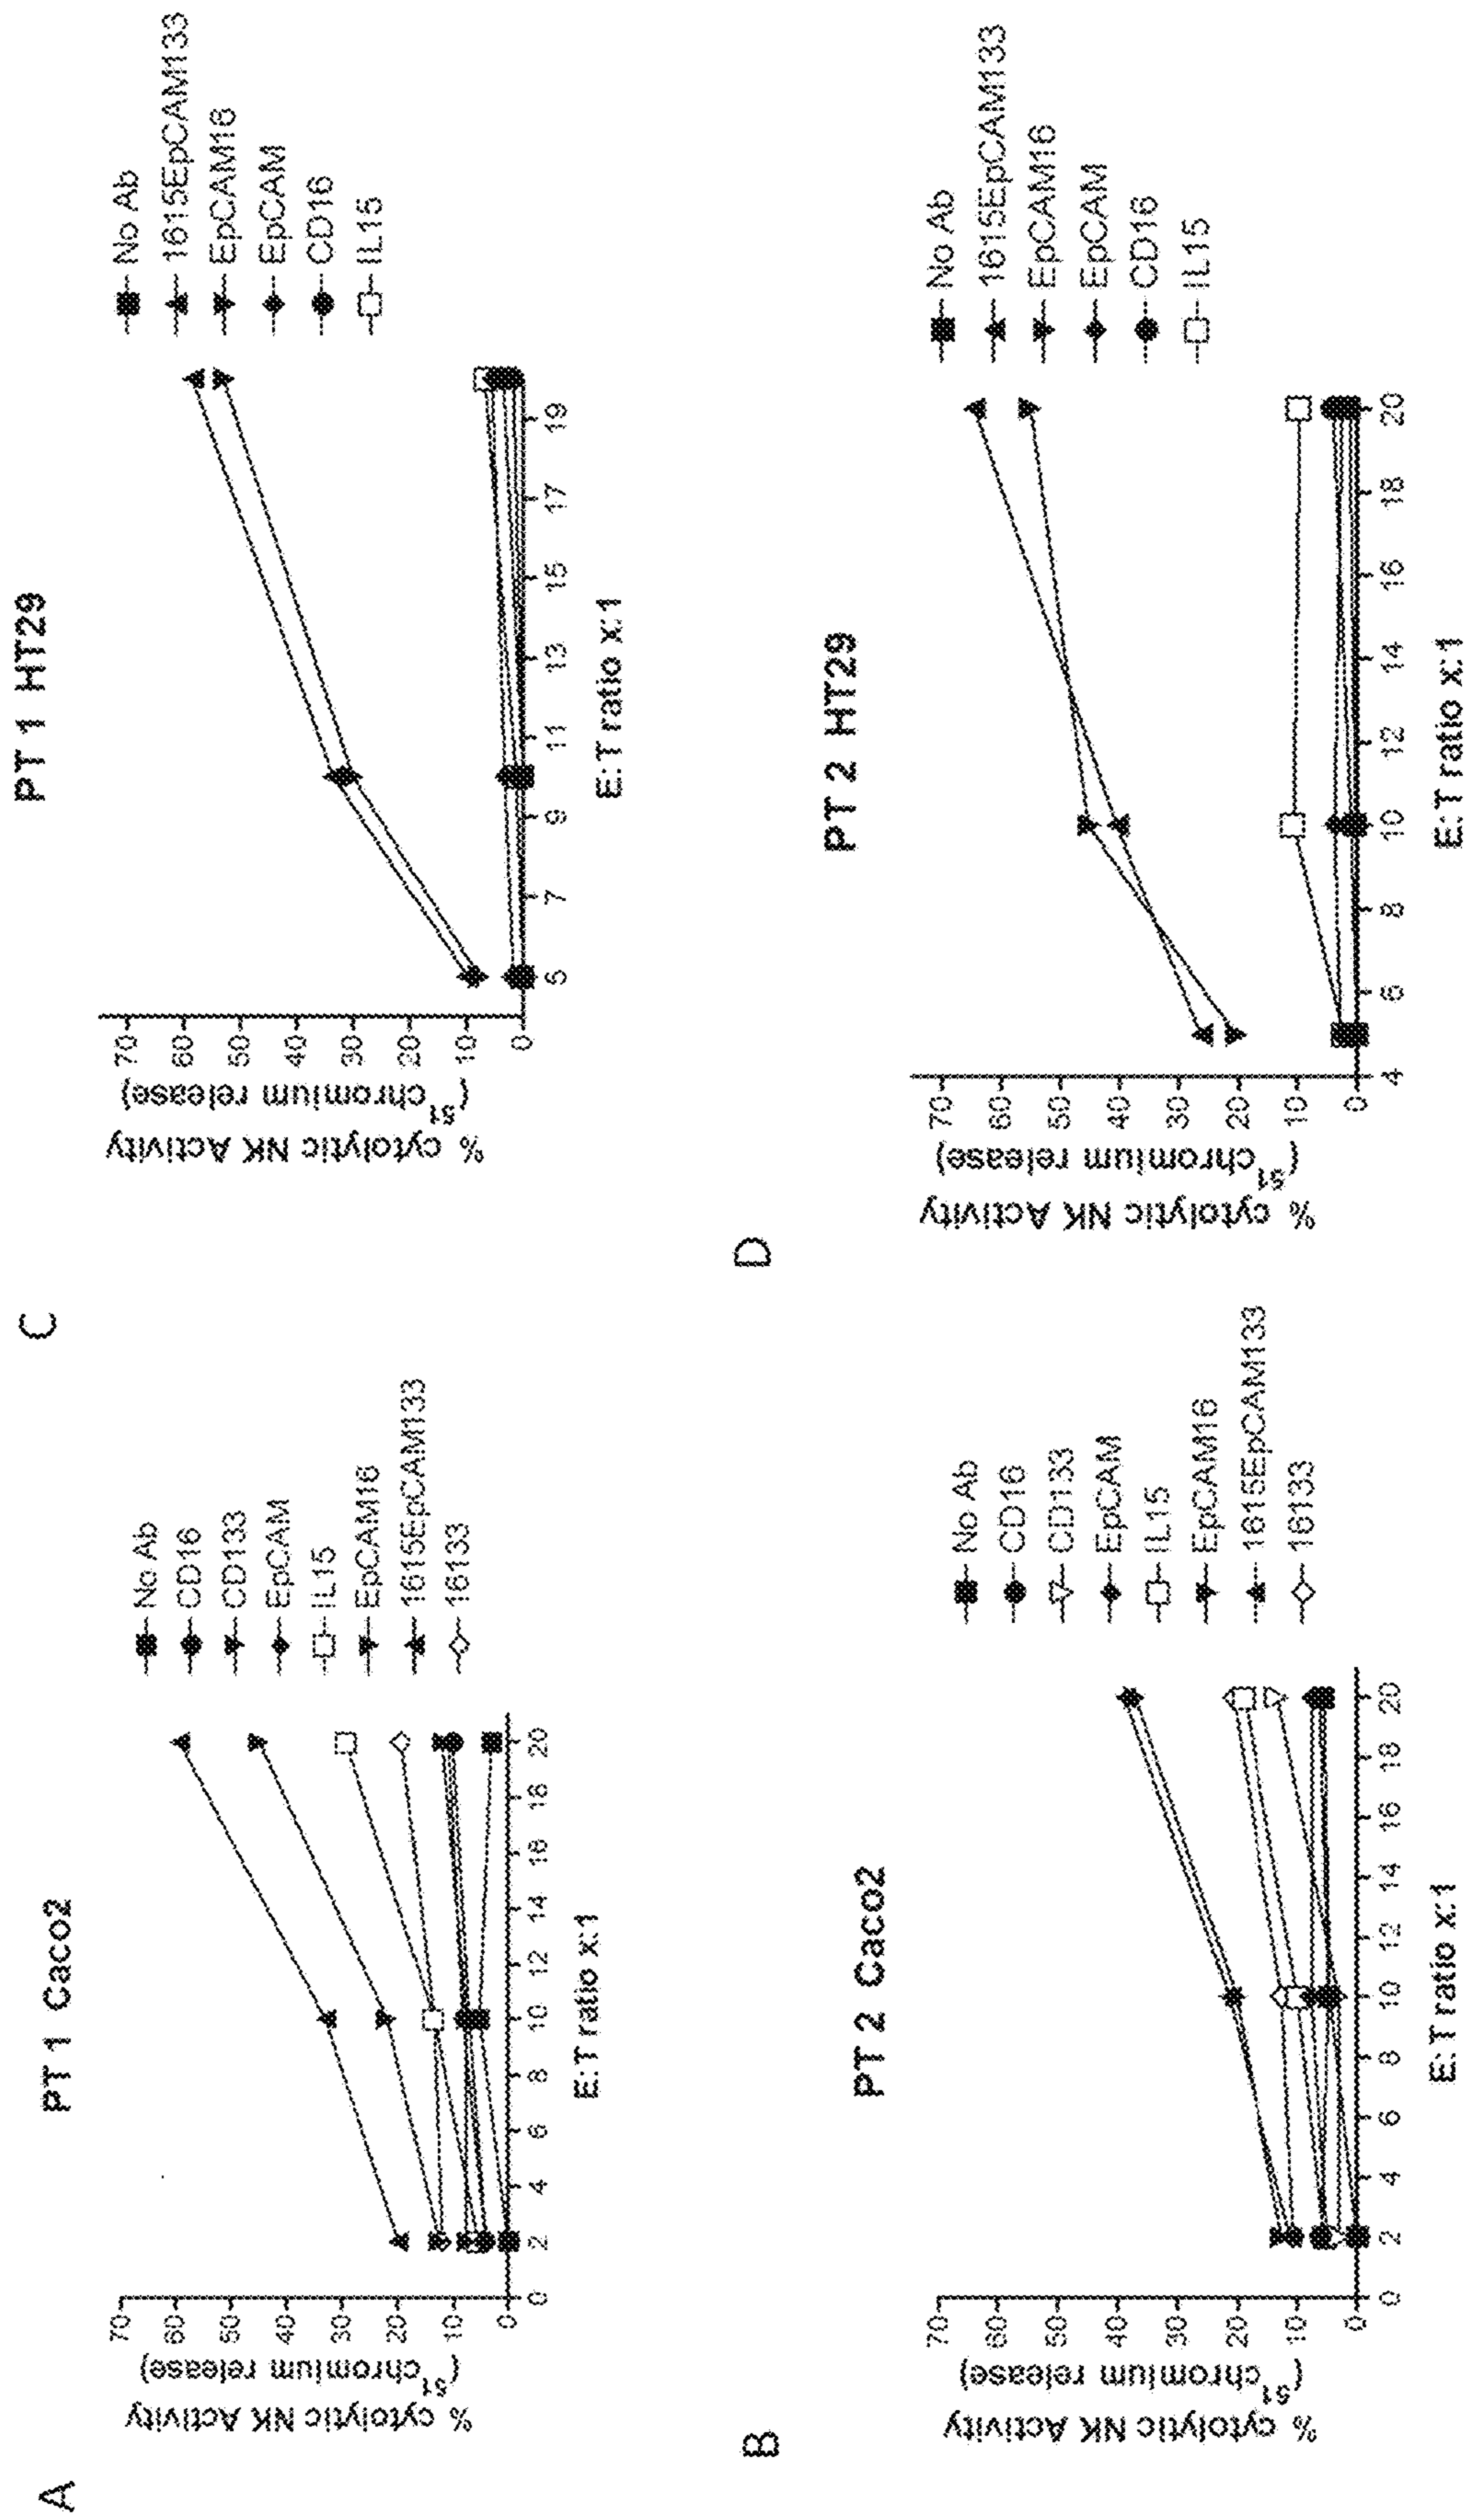 A
PT 1 Caco2
% cytolytic NK Activity
(51chromium release)
70
60
50
40
30
20
10
0
0
2
4
6
8
10
12
14
16
18
20
E:T ratio x:1
No Ab
CD16
CD133
EpCAM
IL15
EpCAM16
1615EpCAM133
16133
B
PT 2 Caco2
% cytolytic NK Activity
(51chromium release)
70
60
50
40
30
20
10
0
0
2
4
6
8
10
12
14
16
18
20
E:T ratio x:1
No Ab
CD16
CD133
EpCAM
IL15
EpCAM16
1615EpCAM133
16133
C
PT 1 HT29
% cytolytic NK Activity
(51chromium release)
70
60
50
40
30
20
10
0
5
7
9
11
13
15
17
19
E:T ratio x:1
No Ab
1615EpCAM133
EpCAM16
EpCAM
CD16
IL15
D
PT 2 HT29
% cytolytic NK Activity
(51chromium release)
70
60
50
40
30
20
10
0
4
6
8
10
12
14
16
18
20
E:T ratio x:1
No Ab
1615EpCAM133
EpCAM16
EpCAM
CD16
IL15